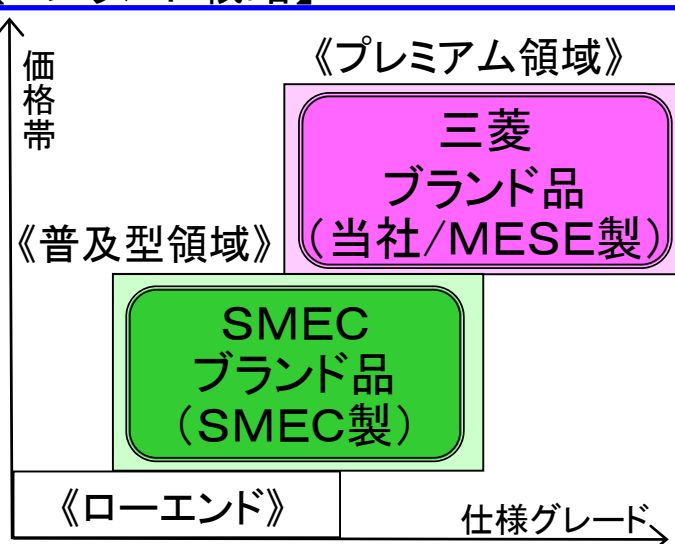 価格帯
《プレミアム領域》
三菱
ブランド品
(当社/MESE製)
《普及型領域》
SMEC
ブランド品
(SMEC製)
《ローエンド》
仕様グレード